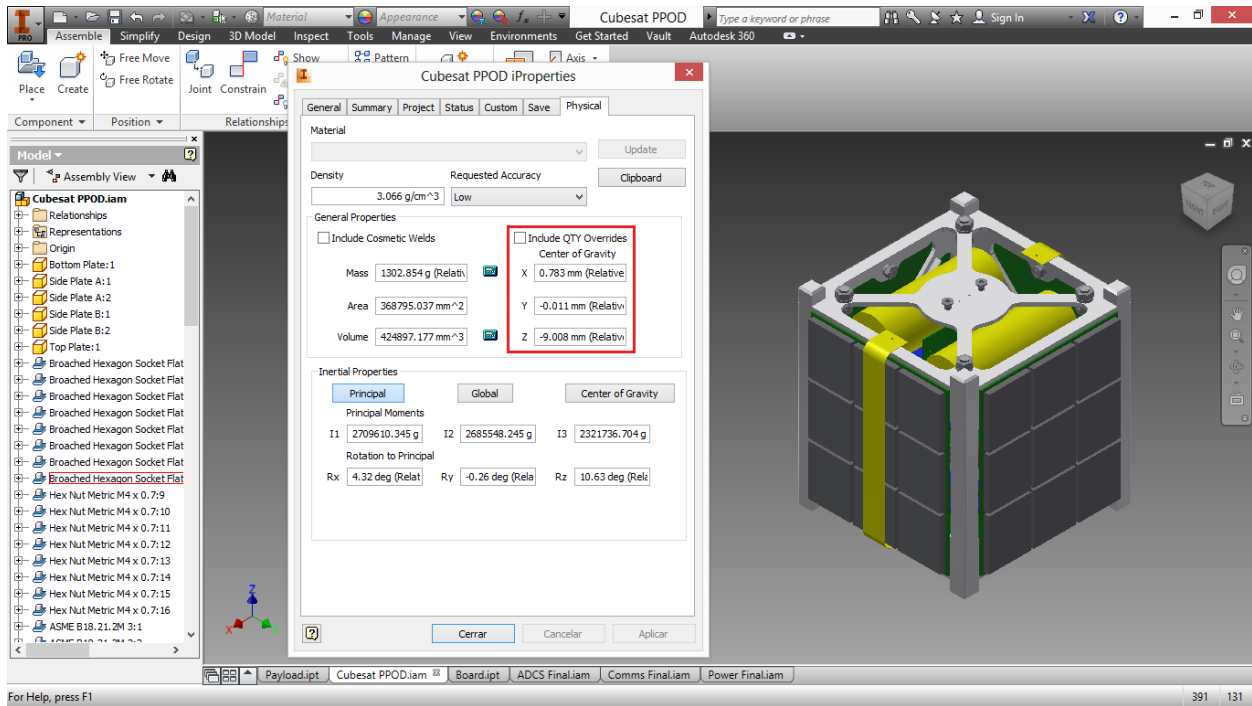 PRO
Material
Appearance
Cubesat PPOD
Type a keyword or phrase
Sign In
Assemble Simplify Design 3D Model Inspect Tools Manage View Environments Get Started Vault Autodesk 360
Place
Create
Free Move
Free Rotate
Joint
Constrain
Show
Pattern
Axis
Component
Position
Relationships
Model
Assembly View
Cubesat PPOD.iam
Relationships
Representations
Origin
Bottom Plate:1
Side Plate A:1
Side Plate A:2
Side Plate B:1
Side Plate B:2
Top Plate:1
Broached Hexagon Socket Flat
Broached Hexagon Socket Flat
Broached Hexagon Socket Flat
Broached Hexagon Socket Flat
Broached Hexagon Socket Flat
Broached Hexagon Socket Flat
Broached Hexagon Socket Flat
Broached Hexagon Socket Flat
Hex Nut Metric M4 x 0.7:9
Hex Nut Metric M4 x 0.7:10
Hex Nut Metric M4 x 0.7:11
Hex Nut Metric M4 x 0.7:12
Hex Nut Metric M4 x 0.7:13
Hex Nut Metric M4 x 0.7:14
Hex Nut Metric M4 x 0.7:15
Hex Nut Metric M4 x 0.7:16
ASME B18.21.2M 3:1
Cubesat PPOD iProperties
General Summary Project Status Custom Save Physical
Material
Update
Density
Requested Accuracy
Clipboard
3.066 g/cm^3
Low
General Properties
Include Cosmetic Welds
Include QTY Overrides
Center of Gravity
Mass 1302.854 g (Relativ
X 0.783 mm (Relative
Area 368795.037 mm^2
Y -0.011 mm (Relative
Volume 424897.177 mm^3
Z -9.008 mm (Relativ
Inertial Properties
Principal
Global
Center of Gravity
Principal Moments
I1 2709610.345 g
I2 2685548.245 g
I3 2321736.704 g
Rotation to Principal
Rx 4.32 deg (Relat
Ry -0.26 deg (Rela
Rz 10.63 deg (Rela
Cerrar
Cancelar
Aplicar
TOP
FRONT
X
Z
Payload.ipt Cubesat PPOD.iam Board.ipt ADCS Final.iam Comms Final.iam Power Final.iam
For Help, press F1
391 131